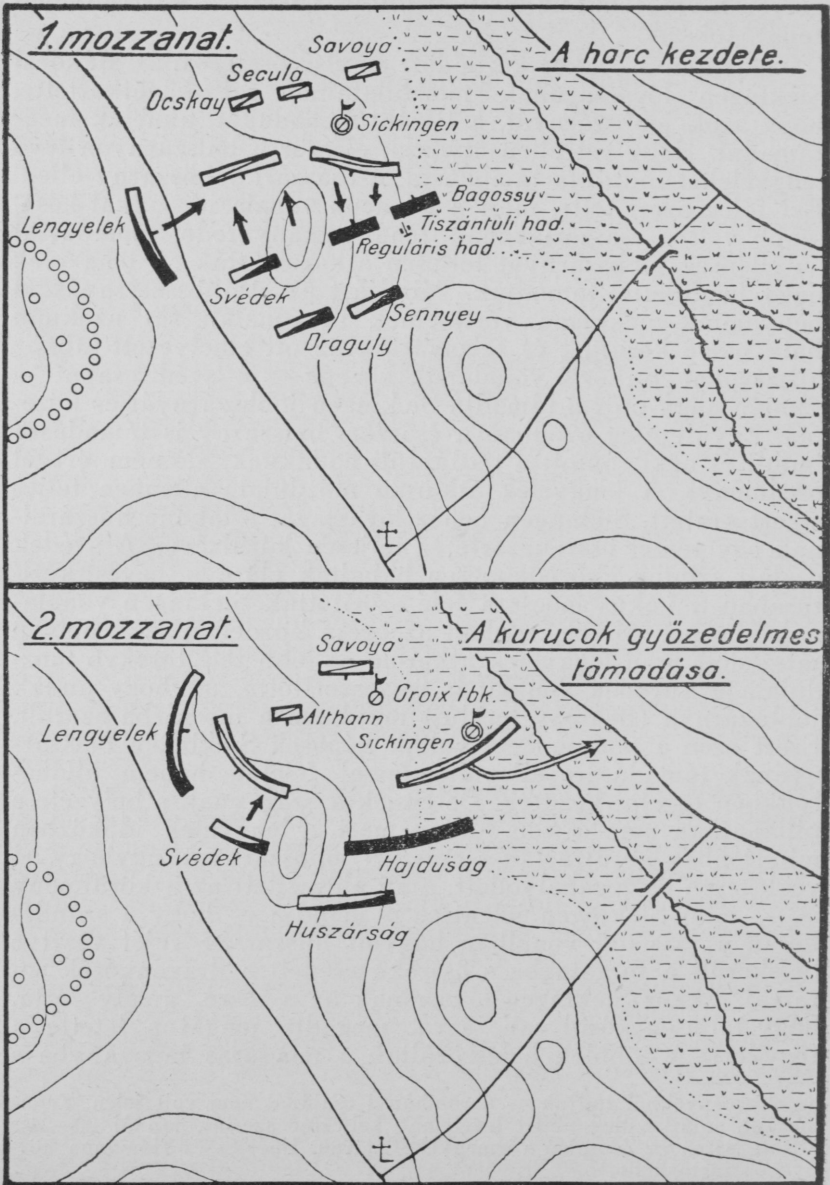 1. mozzanat.
A harc kezdete.
Savoya
Secula
Ocskay
Sickingen
Lengyelek
Bagossy
Tiszántuli had.
Reguláris had.
Svédek
Sennyey
Draguly
2. mozzanat.
A kurucok győzedelmes
támadása.
Savoya
Croix tbk.
Althann
Sickingen
Lengyelek
Svédek
Hajduság
Huszárság